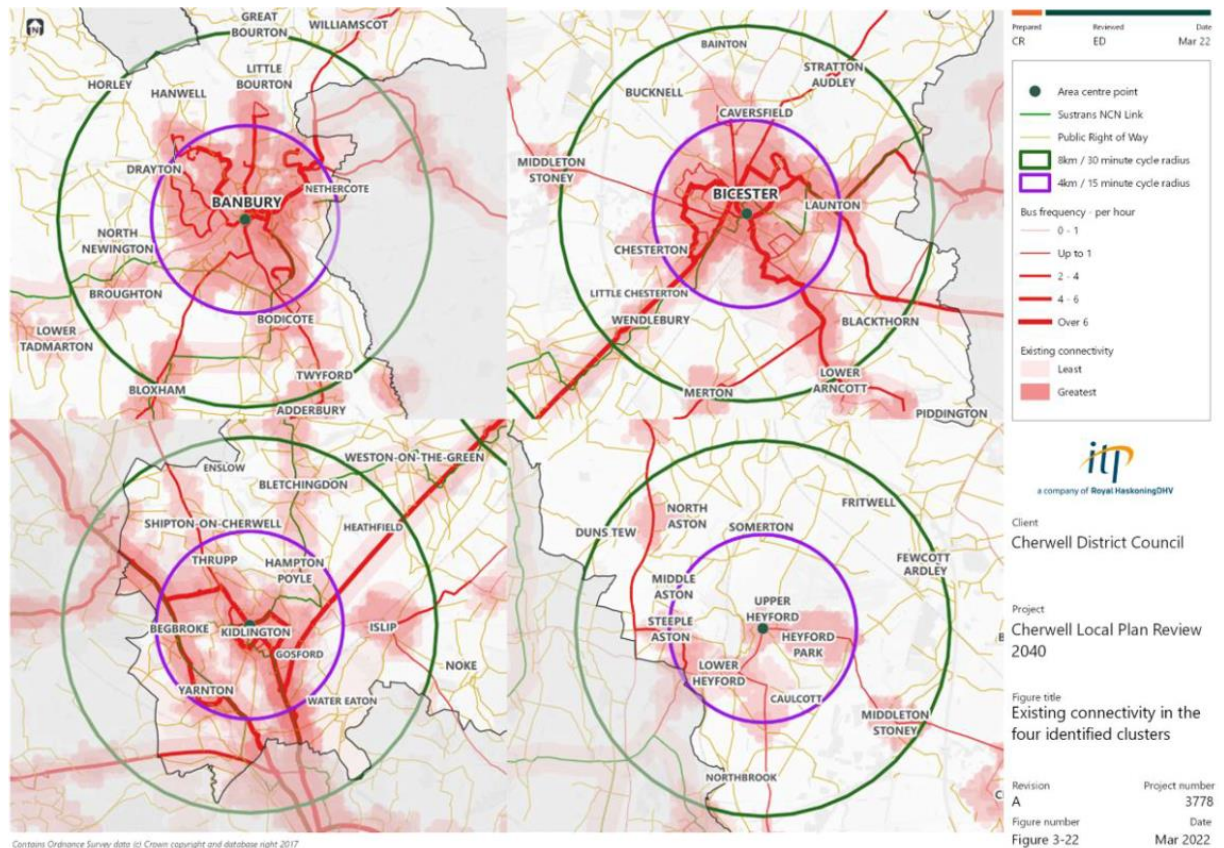 GREAT
BOURTON
WILLIAMSCOT
LITTLE
BOURTON
HORLEY
HANWELL
DRAYTON
NETHERCOTE
BANBURY
NORTH
NEWINGTON
BROUGHTON
BODICOTE
LOWER
TADMARTON
TWYFORD
BLOXHAM
ADDERBURY
BAINTON
STRATTON
AUDLEY
BUCKNELL
CAVERSFIELD
MIDDLETON
STONEY
BICESTER
LAUNTON
CHESTERTON
LITTLE CHESTERTON
WENDLEBURY
BLACKTHORN
LOWER
ARNCOTT
MERTON
PIDDINGTON
WESTON-ON-THE-GREEN
ENSLOW
BLETCHINGDON
SHIPTON-ON-CHERWELL
HEATHFIELD
THRUPP
HAMPTON
POYLE
BEGBROKE
KIDLINGTON
ISLIP
GOSFORD
NOKE
YARNTON
WATER EATON
FRITWELL
NORTH
ASTON
SOMERTON
DUNS TEW
FEWCOTT
ARDLEY
MIDDLE
ASTON
UPPER
HEYFORD
STEEPLE
ASTON
HEYFORD
PARK
LOWER
HEYFORD
CAULCOTT
MIDDLETON
STONEY
NORTHBROOK
Contains Ordnance Survey data (c) Crown copyright and database right 2017
Prepared Reviewed Date
CR ED Mar 22
Area centre point
Sustrans NCN Link
Public Right of Way
8km / 30 minute cycle radius
4km / 15 minute cycle radius
Bus frequency - per hour
0 - 1
Up to 1
2 - 4
4 - 6
Over 6
Existing connectivity
Least
Greatest
itp
a company of Royal HaskoningDHV
Client
Cherwell District Council
Project
Cherwell Local Plan Review
2040
Figure title
Existing connectivity in the
four identified clusters
Revision Project number
A 3778
Figure number Date
Figure 3-22 Mar 2022